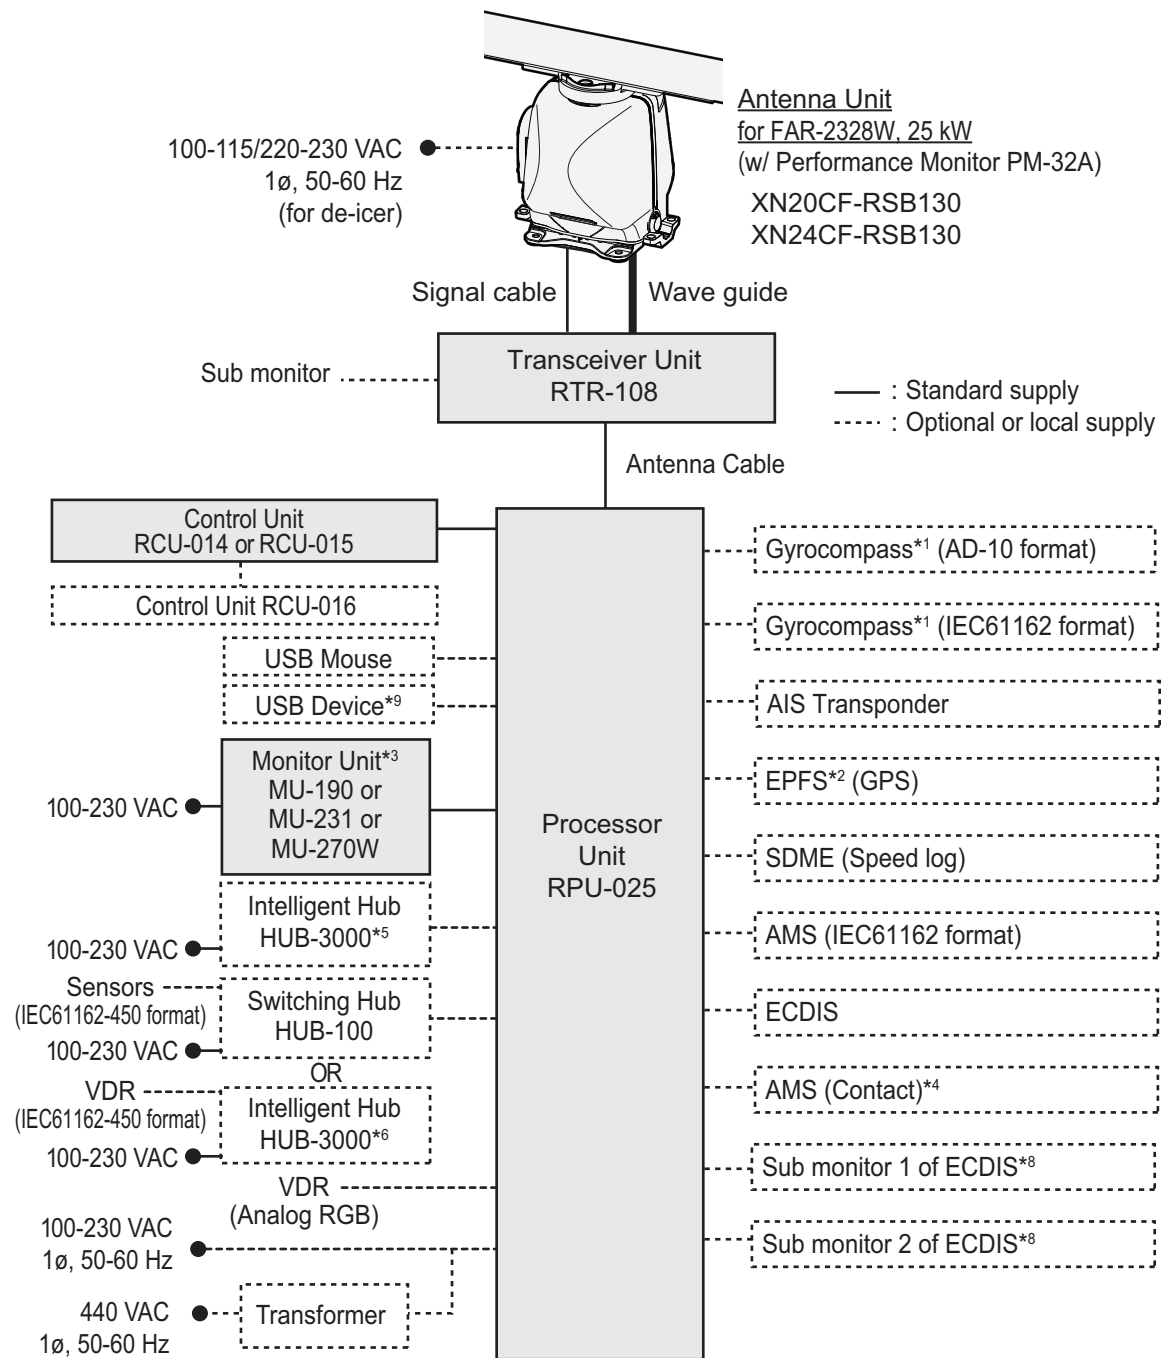 Antenna Unit
for FAR-2328W, 25 kW
(w/ Performance Monitor PM-32A)
XN20CF-RSB130
XN24CF-RSB130
100-115/220-230 VAC
1ø, 50-60 Hz
(for de-icer)
Signal cable
Wave guide
Transceiver Unit
RTR-108
Sub monitor
: Standard supply
: Optional or local supply
Antenna Cable
Control Unit
RCU-014 or RCU-015
Control Unit RCU-016
USB Mouse
USB Device*9
Monitor Unit*3
MU-190 or
MU-231 or
MU-270W
100-230 VAC
Intelligent Hub
HUB-3000*5
100-230 VAC
Sensors
(IEC61162-450 format)
Switching Hub
HUB-100
100-230 VAC
OR
VDR
(IEC61162-450 format)
Intelligent Hub
HUB-3000*6
100-230 VAC
VDR
(Analog RGB)
100-230 VAC
1ø, 50-60 Hz
440 VAC
1ø, 50-60 Hz
Transformer
Processor
Unit
RPU-025
Gyrocompass*1 (AD-10 format)
Gyrocompass*1 (IEC61162 format)
AIS Transponder
EPFS*2 (GPS)
SDME (Speed log)
AMS (IEC61162 format)
ECDIS
AMS (Contact)*4
Sub monitor 1 of ECDIS*8
Sub monitor 2 of ECDIS*8